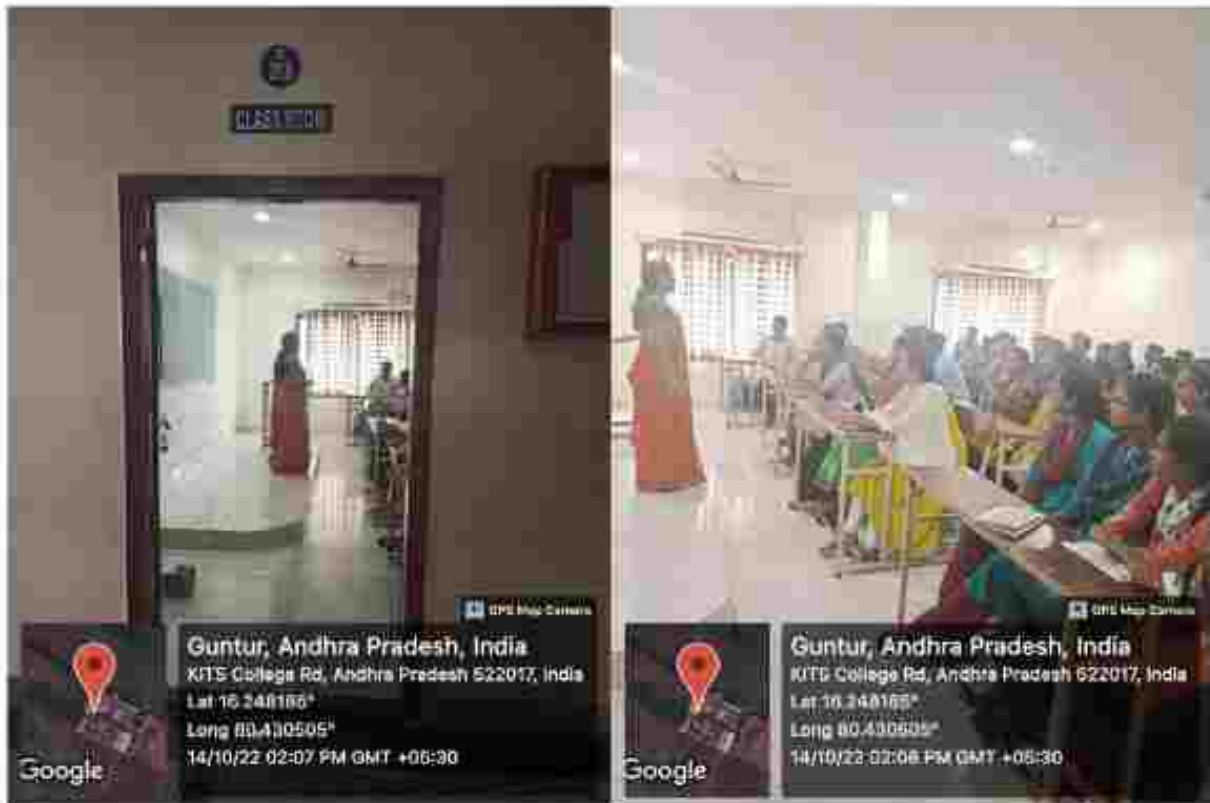 CLASS ROOM
GPS Map Camera
Guntur, Andhra Pradesh, India
KITS College Rd, Andhra Pradesh 522017, India
Lat 16.248165°
Long 80.430505°
14/10/22 02:07 PM GMT +05:30
Google
GPS Map Camera
Guntur, Andhra Pradesh, India
KITS College Rd, Andhra Pradesh 522017, India
Lat 16.248165°
Long 80.430505°
14/10/22 02:08 PM GMT +05:30
Google